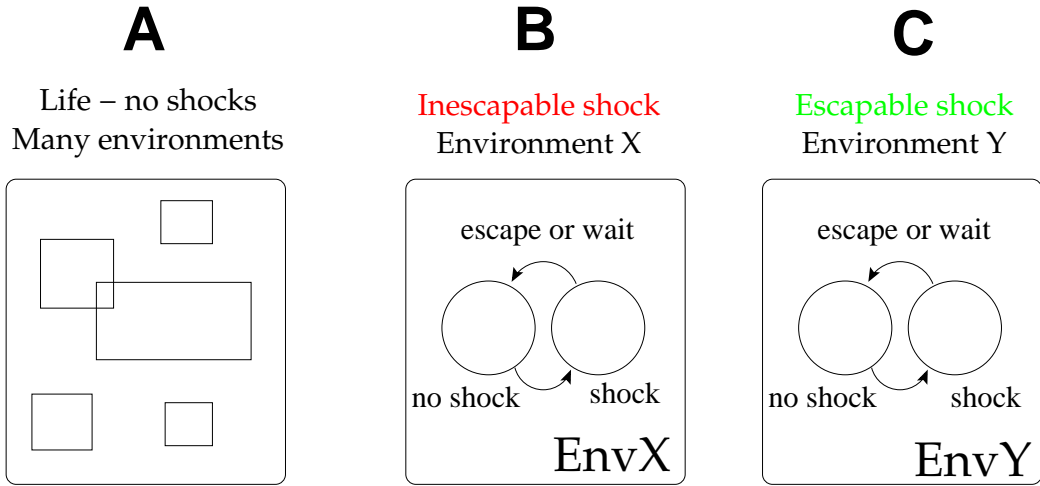 A
Life – no shocks
Many environments
B
Inescapable shock
Environment X
escape or wait
no shock
shock
EnvX
C
Escapable shock
Environment Y
escape or wait
no shock
shock
EnvY